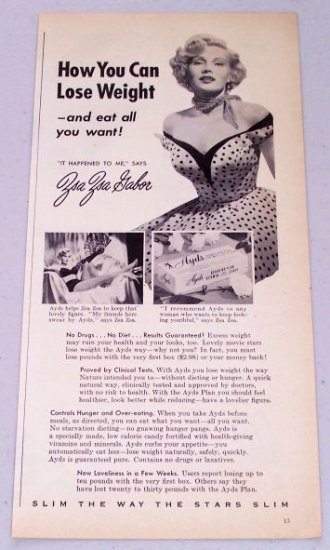 How You Can
Lose Weight
—and eat all
you want!
"IT HAPPENED TO ME," SAYS
Zsa Zsa Gabor
Ayds
Ayds helps Zsa Zsa to keep that
lovely figure. "My friends here
swear by Ayds," says Zsa Zsa.
"I recommend Ayds to any
woman who wants to keep look-
ing youthful," says Zsa Zsa.
No Drugs... No Diet... Results Guaranteed! Excess weight
may ruin your health and your looks, too. Lovely movie stars
lose weight the Ayds way—why not you? In fact, you must
lose pounds with the very first box ($2.98) or your money back!
Proved by Clinical Tests. With Ayds you lose weight the way
Nature intended you to—without dieting or hunger. A quick
natural way, clinically tested and approved by doctors,
with no risk to health. With the Ayds Plan you should feel
healthier, look better while reducing—have a lovelier figure.
Controls Hunger and Over-eating. When you take Ayds before
meals, as directed, you can eat what you want—all you want.
No starvation dieting—no gnawing hunger pangs. Ayds is
a specially made, low calorie candy fortified with health-giving
vitamins and minerals. Ayds curbs your appetite—you
automatically eat less—lose weight naturally, safely, quickly.
Ayds is guaranteed pure. Contains no drugs or laxatives.
New Loveliness in a Few Weeks. Users report losing up to
ten pounds with the very first box. Others say they
have lost twenty to thirty pounds with the Ayds Plan.
SLIM THE WAY THE STARS SLIM
13